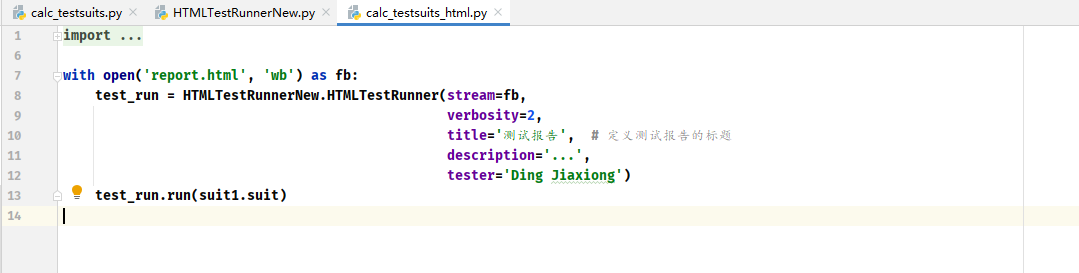 calc_testsuits.py × HTMLTestRunnerNew.py × calc_testsuits_html.py ×
1 import ...
6
7 with open('report.html', 'wb') as fb:
8 test_run = HTMLTestRunnerNew.HTMLTestRunner(stream=fb,
9 verbosity=2,
10 title='测试报告', # 定义测试报告的标题
11 description='...',
12 tester='Ding Jiaxiong')
13 test_run.run(suit1.suit)
14